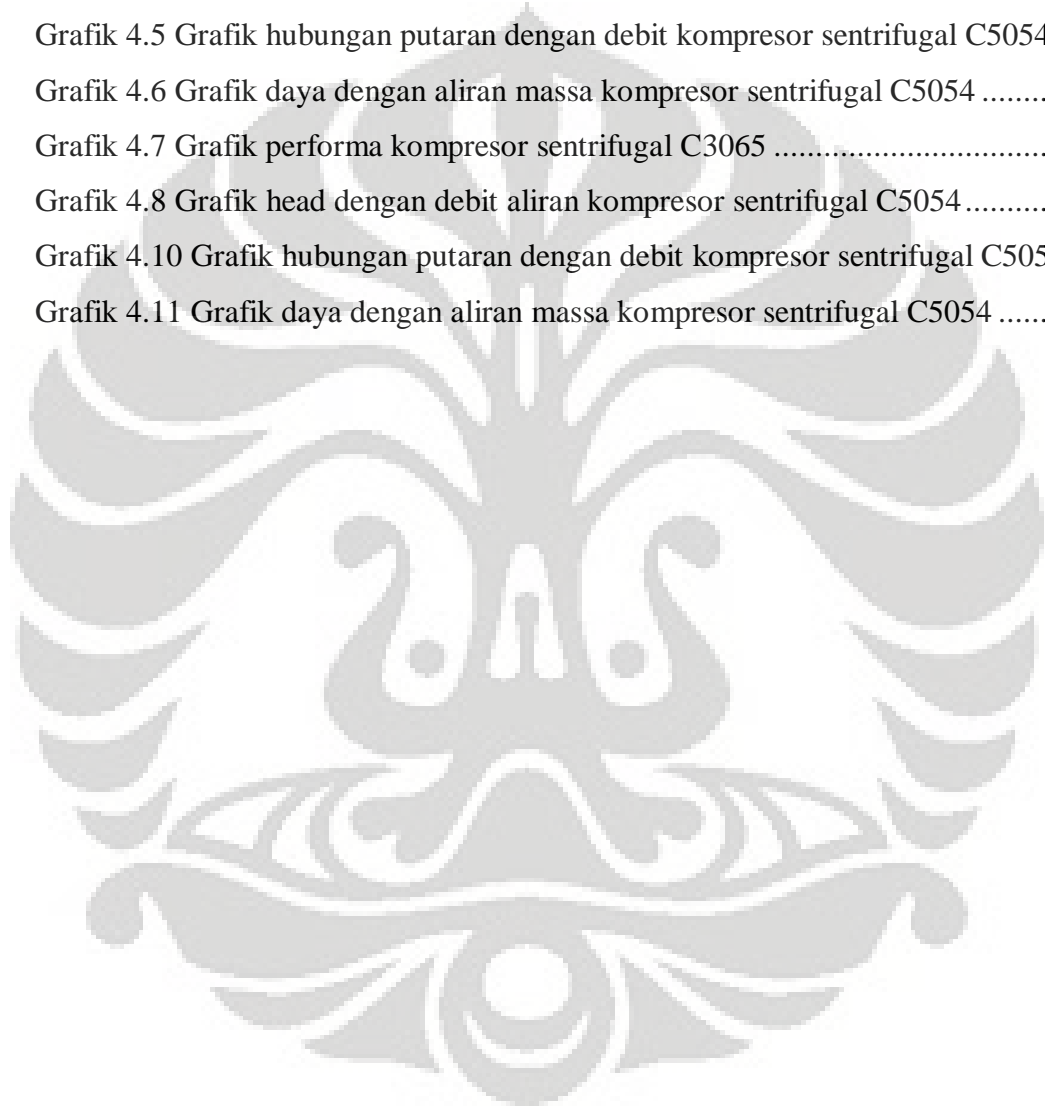 Grafik 4.5 Grafik hubungan putaran dengan debit kompresor sentrifugal C5054
Grafik 4.6 Grafik daya dengan aliran massa kompresor sentrifugal C5054 ........
Grafik 4.7 Grafik performa kompresor sentrifugal C3065 ..............................
Grafik 4.8 Grafik head dengan debit aliran kompresor sentrifugal C5054..........
Grafik 4.10 Grafik hubungan putaran dengan debit kompresor sentrifugal C505
Grafik 4.11 Grafik daya dengan aliran massa kompresor sentrifugal C5054 ......